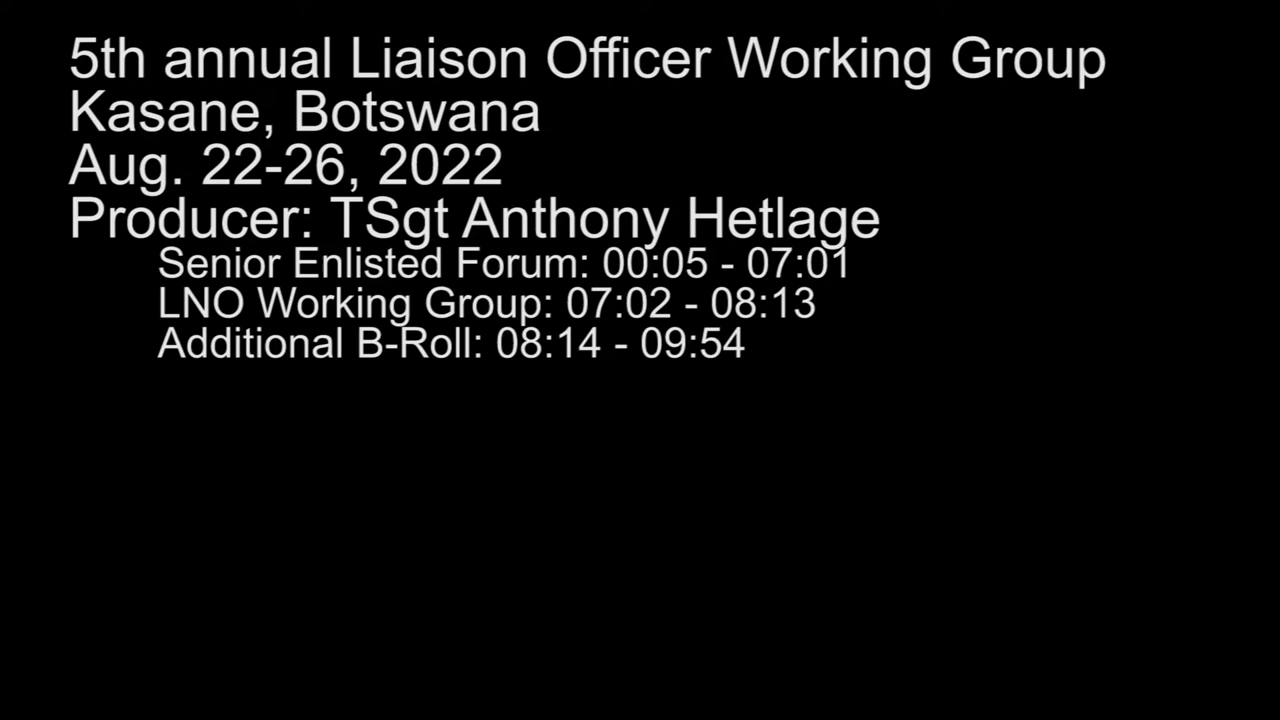 5th annual Liaison Officer Working Group
Kasane, Botswana
Aug. 22-26, 2022
Producer: TSgt Anthony Hetlage
Senior Enlisted Forum: 00:05 - 07:01
LNO Working Group: 07:02 - 08:13
Additional B-Roll: 08:14 - 09:54